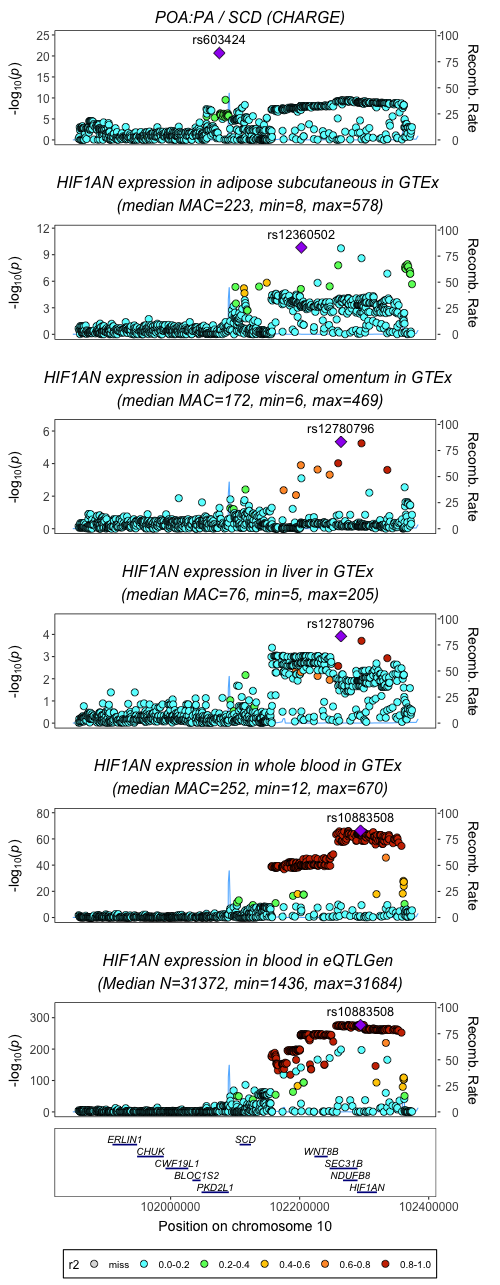 POA:PA / SCD (CHARGE)
rs603424
25
20
15
10
5
0
100
75
50
25
0
-log10(p)
Recomb. Rate
HIF1AN expression in adipose subcutaneous in GTEx
(median MAC=223, min=8, max=578)
rs12360502
12
9
6
3
0
100
75
50
25
0
-log10(p)
Recomb. Rate
HIF1AN expression in adipose visceral omentum in GTEx
(median MAC=172, min=6, max=469)
rs12780796
6
4
2
0
100
75
50
25
0
-log10(p)
Recomb. Rate
HIF1AN expression in liver in GTEx
(median MAC=76, min=5, max=205)
rs12780796
4
3
2
1
0
100
75
50
25
0
-log10(p)
Recomb. Rate
HIF1AN expression in whole blood in GTEx
(median MAC=252, min=12, max=670)
rs10883508
80
60
40
20
0
100
75
50
25
0
-log10(p)
Recomb. Rate
HIF1AN expression in blood in eQTLGen
(Median N=31372, min=1436, max=31684)
rs10883508
300
200
100
0
100
75
50
25
0
-log10(p)
Recomb. Rate
ERLIN1 SCD
CHUK WNT8B
CWF19L1 SEC31B
BLOC1S2 NDUFB8
PKD2L1 HIF1AN
102000000 102200000 102400000
Position on chromosome 10
r2 miss 0.0-0.2 0.2-0.4 0.4-0.6 0.6-0.8 0.8-1.0